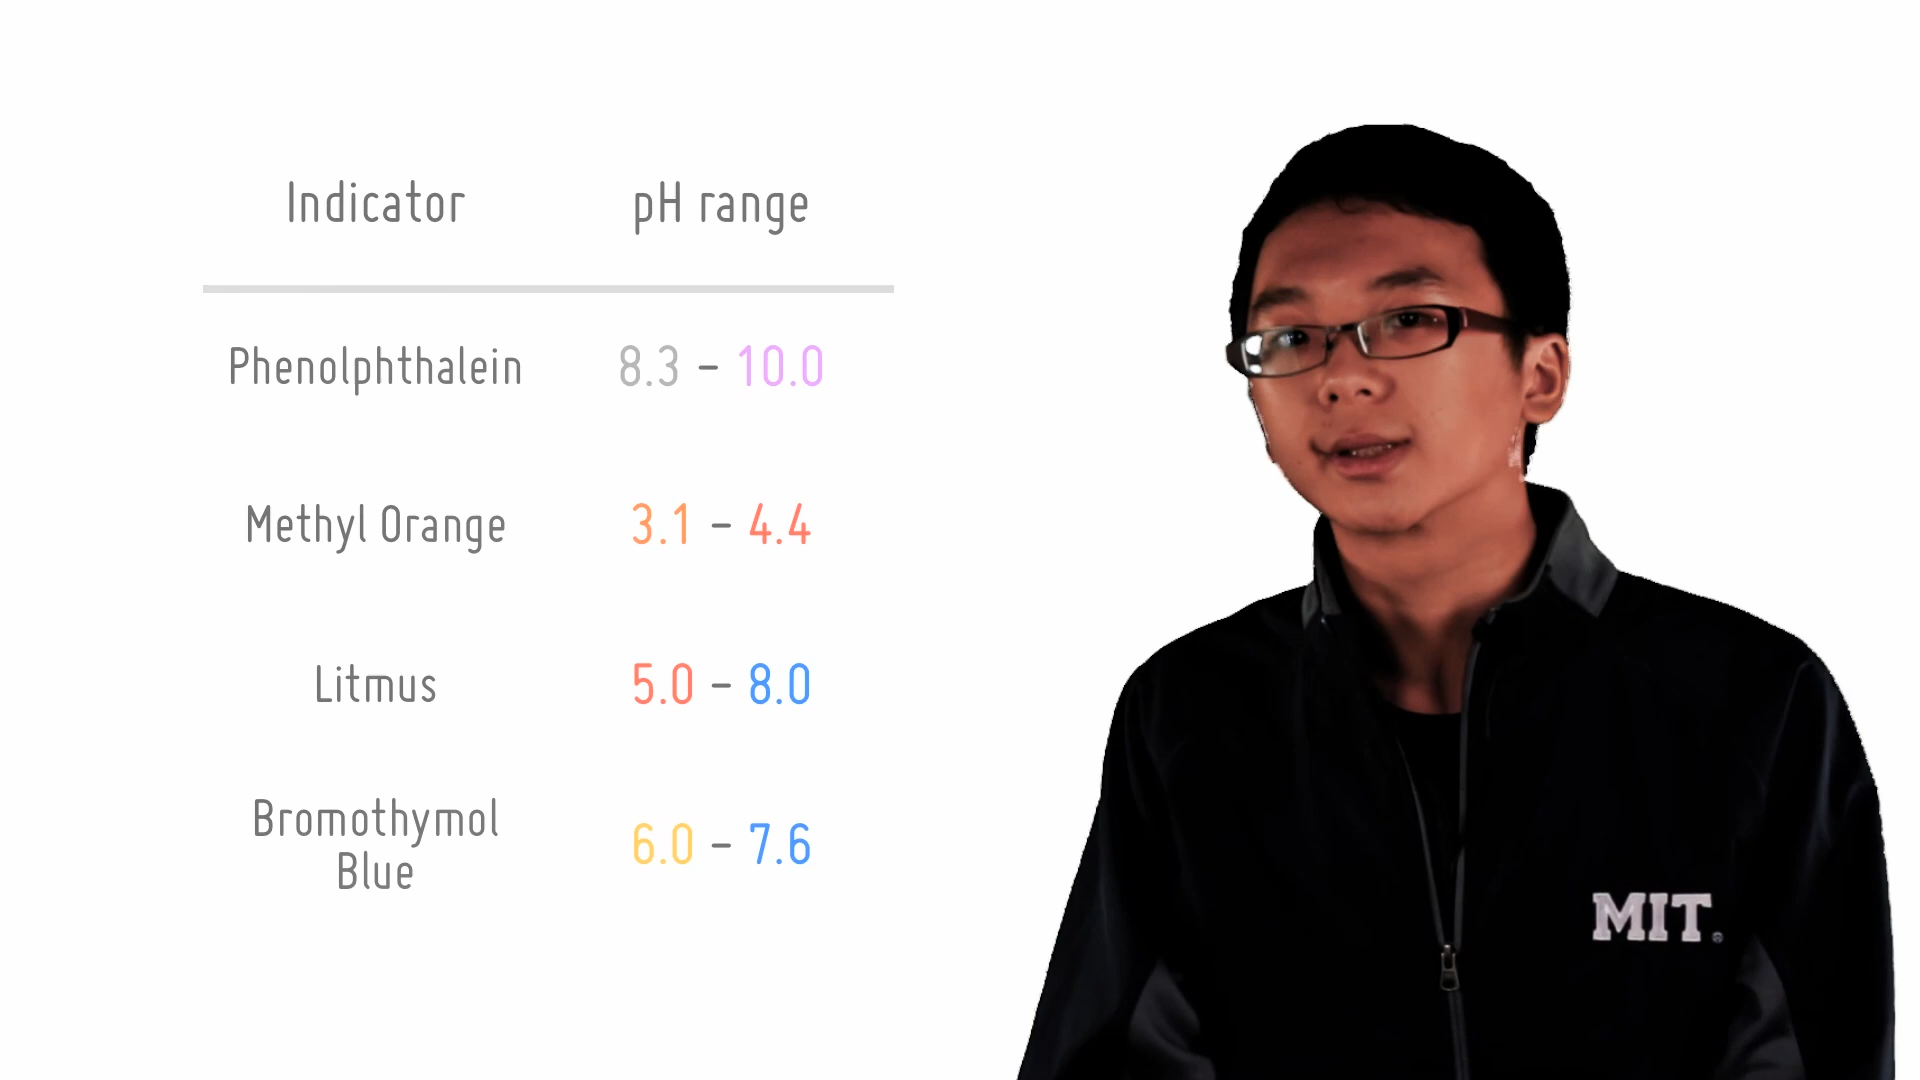 Indicator pH range
Phenolphthalein 8.3 – 10.0
Methyl Orange 3.1 – 4.4
Litmus 5.0 – 8.0
Bromothymol
Blue
6.0 – 7.6
MIT®